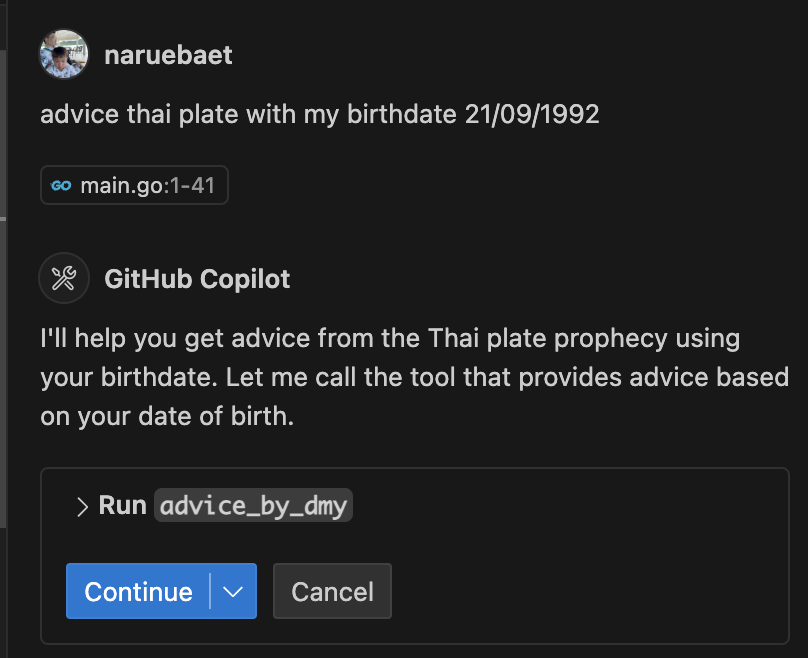 naruebaet
advice thai plate with my birthdate 21/09/1992
GO main.go:1-41
GitHub Copilot
I'll help you get advice from the Thai plate prophecy using
your birthdate. Let me call the tool that provides advice based
on your date of birth.
Run advice_by_dmy
Continue
Cancel